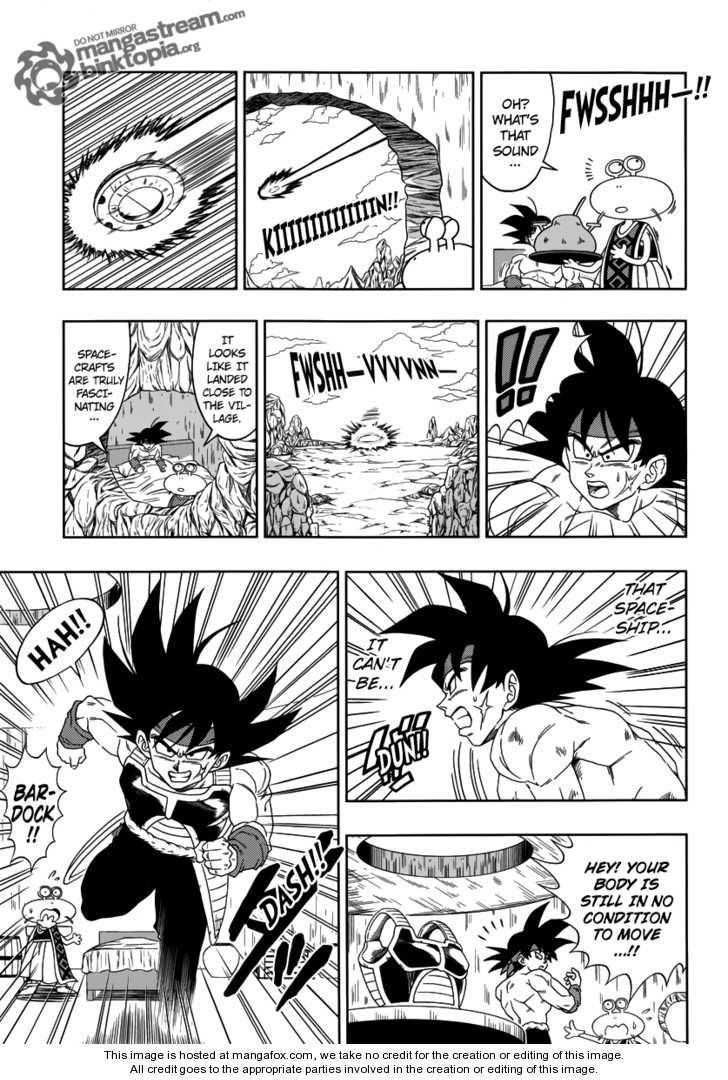 DO NOT MIRROR
mangastream.com
binktopia.org
FWSSHHH—!!
OH?
WHAT'S
THAT
SOUND
...
KIIIIIIIIIIIIIIN!!
!!
FWSHH—VVVVNN—
IT
LOOKS
LIKE IT
LANDED
CLOSE TO
THE VIL-
LAGE.
SPACE-
CRAFTS
ARE TRULY
FASCI-
NATING
...
THAT
SPACE-
SHIP...
IT
CAN'T
BE...
DUN!!
HEY! YOUR
BODY IS
STILL IN NO
CONDITION
TO MOVE
...!!
HAH!!
BAR-
DOCK
!!
DASH!!
This image is hosted at mangafox.com, we take no credit for the creation or editing of this image.
All credit goes to the appropriate parties involved in the creation or editing of this image.